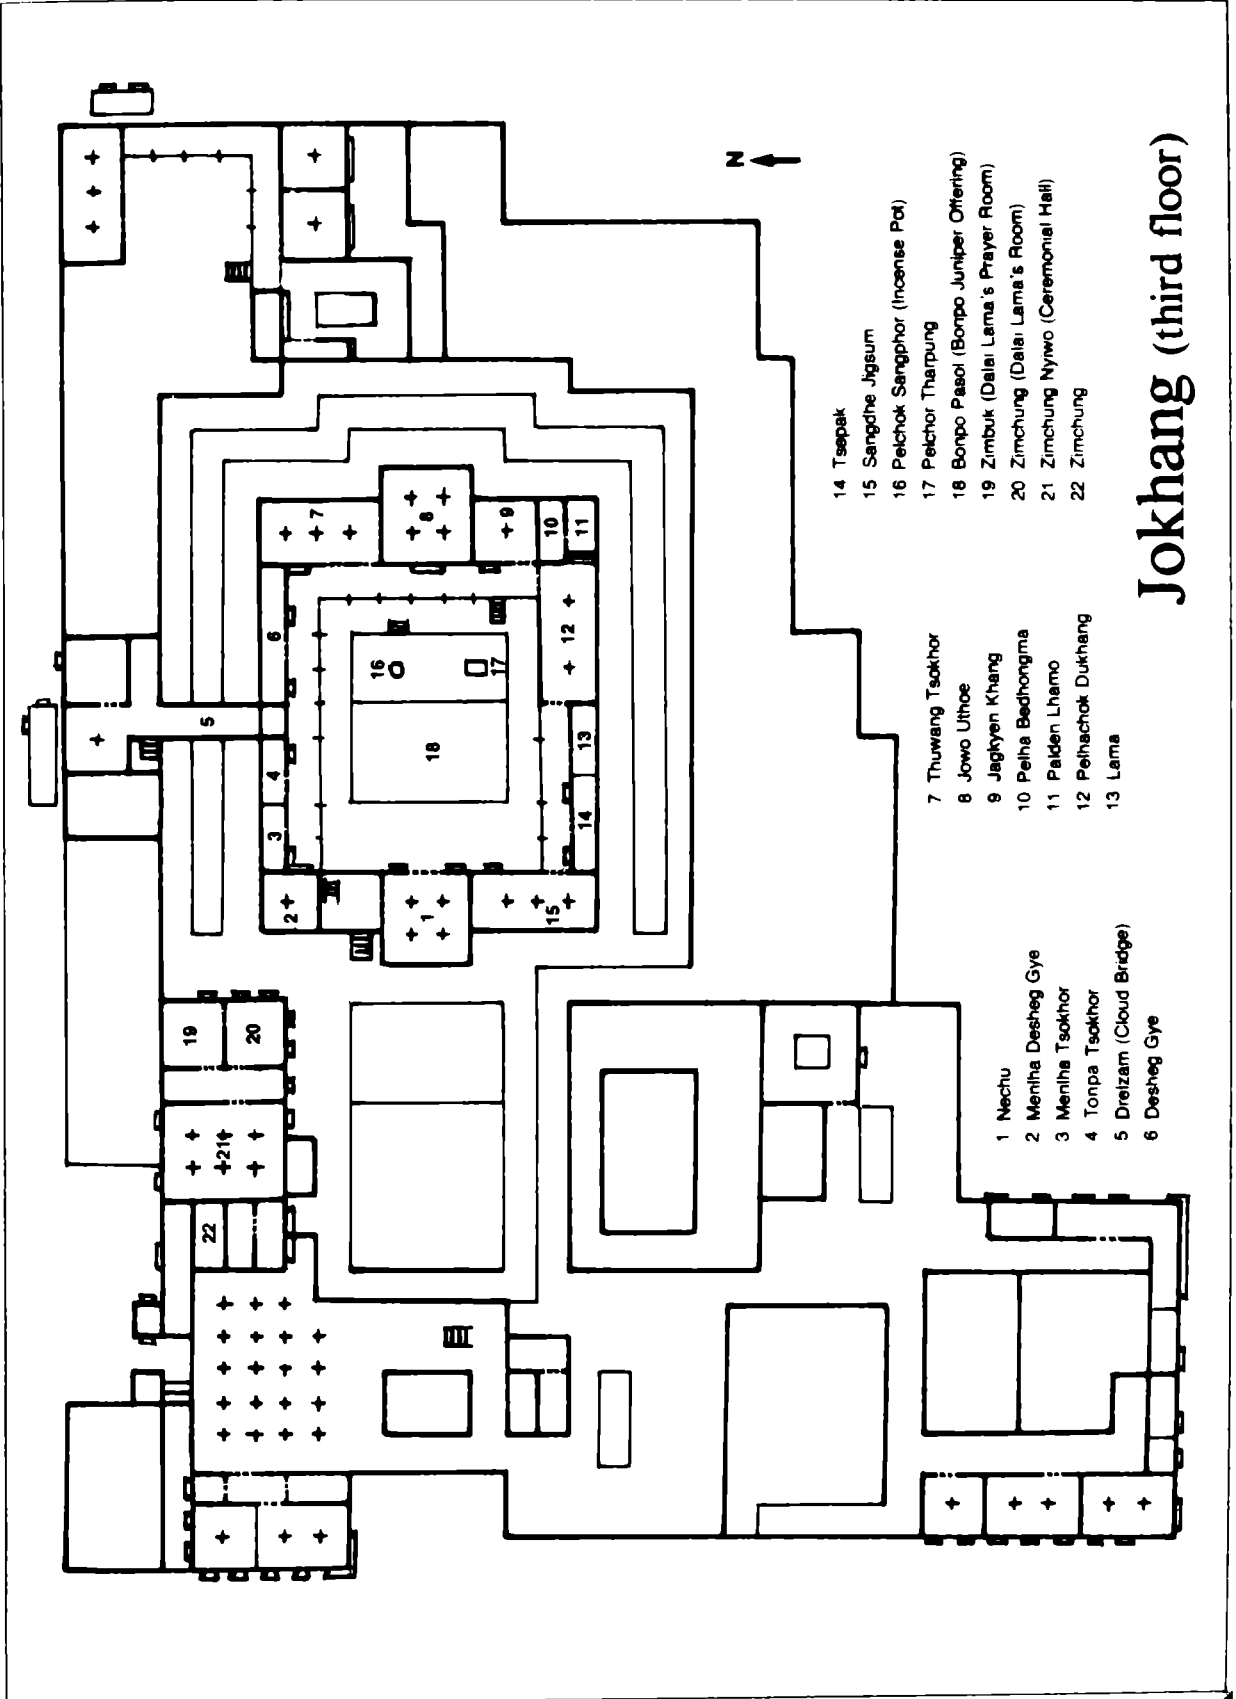 Jokhang (third floor)
N
1 Nechu
2 Menlha Desheg Gye
3 Menlha Tsokhor
4 Tonpa Tsokhor
5 Drelzam (Cloud Bridge)
6 Desheg Gye
7 Thuwang Tsokhor
8 Jowo Uthoe
9 Jagkyen Khang
10 Pelha Bedhongma
11 Palden Lhamo
12 Pelhachok Dukhang
13 Lama
14 Tsepak
15 Sangdhe Jigsum
16 Pelchok Sangphor (Incense Pot)
17 Pelchor Tharpung
18 Bonpo Pasol (Bonpo Juniper Offering)
19 Zimbuk (Dalai Lama's Prayer Room)
20 Zimchung (Dalai Lama's Room)
21 Zimchung Nyiwo (Ceremonial Hall)
22 Zimchung
22
21
19
20
2
3
4
5
6
7
1
18
16
17
8
9
10
11
15
14
13
12